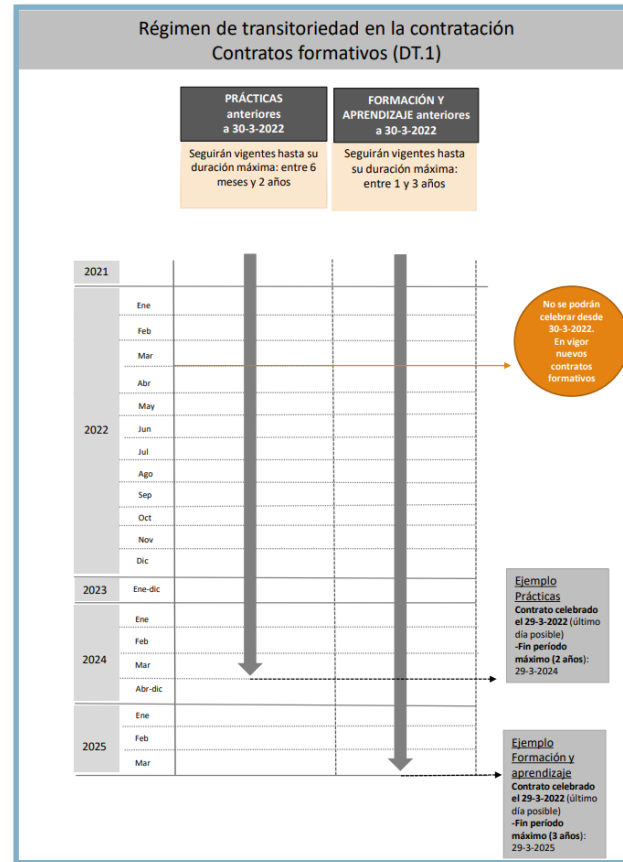 Régimen de transitoriedad en la contratación
Contratos formativos (DT.1)
PRÁCTICAS
anteriores
a 30-3-2022
FORMACIÓN Y
APRENDIZAJE anteriores
a 30-3-2022
Seguirán vigentes hasta su
duración máxima: entre 6
meses y 2 años
Seguirán vigentes hasta
su duración máxima:
entre 1 y 3 años
2021
2022
Ene
Feb
Mar
Abr
May
Jun
Jul
Ago
Sep
Oct
Nov
Dic
No se podrán
celebrar desde
30-3-2022.
En vigor
nuevos
contratos
formativos
2023
Ene-dic
2024
Ene
Feb
Mar
Abr-dic
Ejemplo
Prácticas
Contrato celebrado
el 29-3-2022 (último
día posible)
-Fin período
máximo (2 años):
29-3-2024
2025
Ene
Feb
Mar
Ejemplo
Formación y
aprendizaje
Contrato celebrado
el 29-3-2022 (último
día posible)
-Fin período
máximo (3 años):
29-3-2025